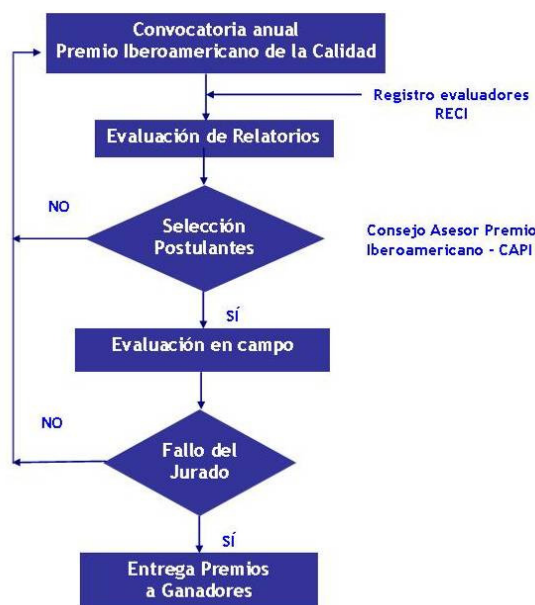 Convocatoria anual
Premio Iberoamericano de la Calidad
Registro evaluadores
RECI
Evaluación de Relatorios
NO
Selección
Postulantes
Consejo Asesor Premio
Iberoamericano - CAPI
SÍ
Evaluación en campo
NO
Fallo del
Jurado
SÍ
Entrega Premios
a Ganadores